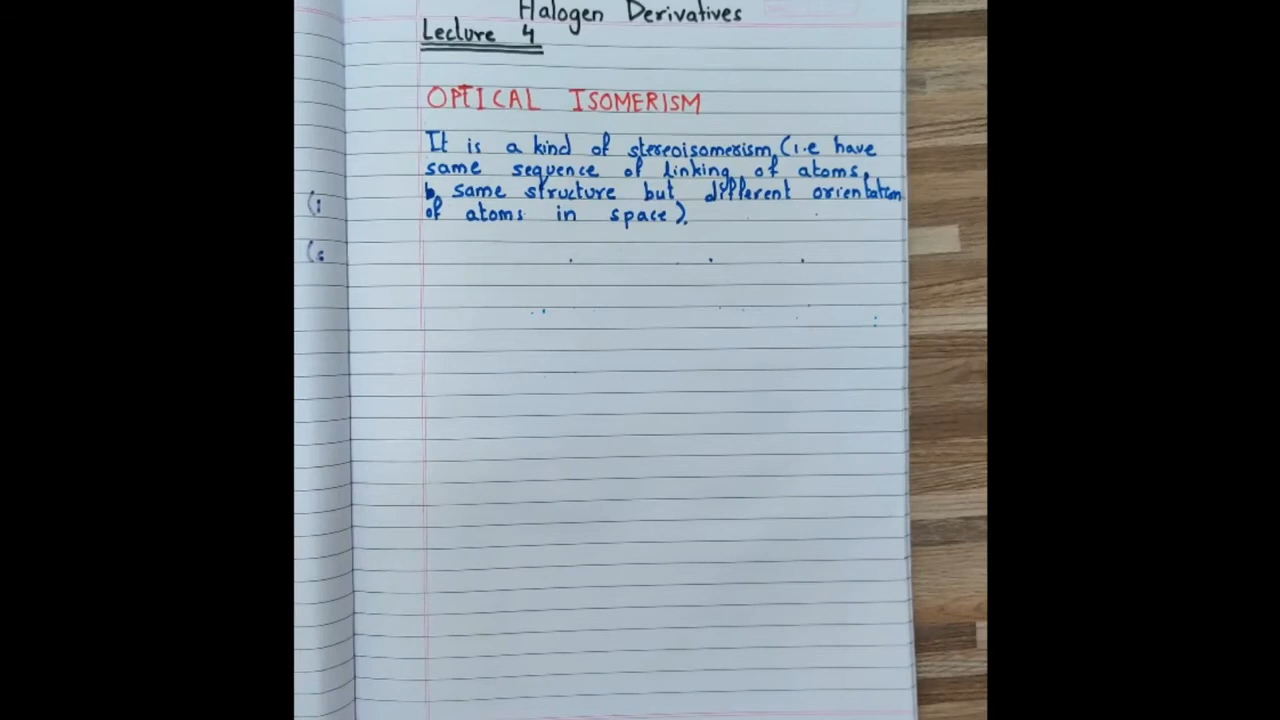 Halogen Derivatives
Lecture 4
OPTICAL ISOMERISM
It is a kind of stereoisomerism (i.e have
same sequence of linking of atoms,
same structure but different orientation
of atoms in space).
(i
(